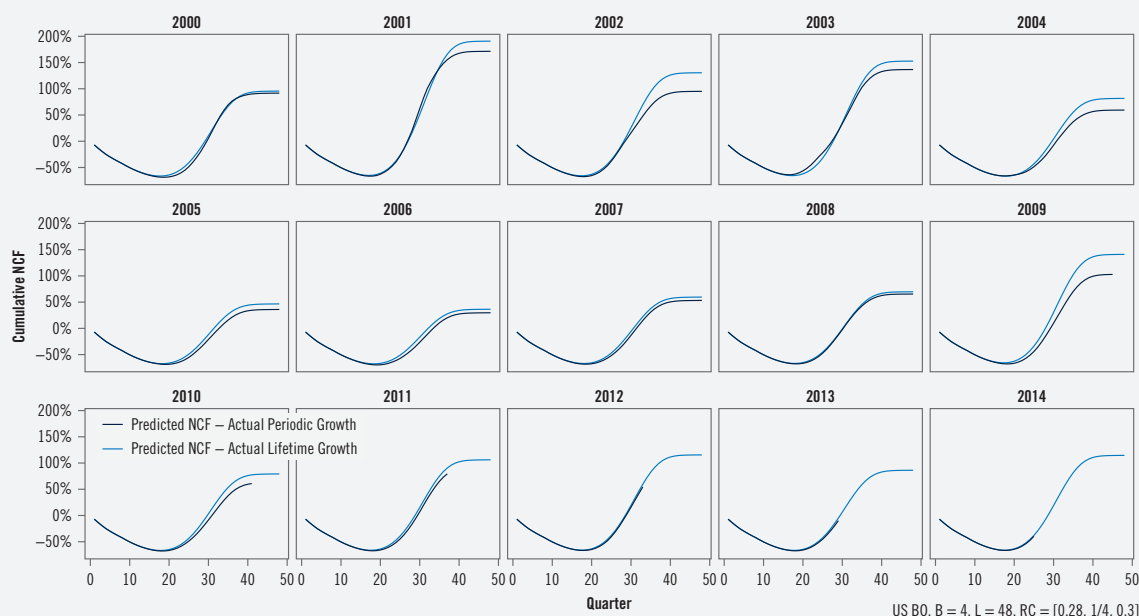 2000 2001 2002 2003 2004
200%
150%
100%
50%
0%
−50%
2005 2006 2007 2008 2009
200%
150%
100%
50%
0%
−50%
Cumulative NCF
2010 2011 2012 2013 2014
200%
150%
100%
50%
0%
−50%
Predicted NCF – Actual Periodic Growth
Predicted NCF – Actual Lifetime Growth
0 10 20 30 40 50 0 10 20 30 40 50 0 10 20 30 40 50 0 10 20 30 40 50 0 10 20 30 40 50
Quarter
US BO, B = 4, L = 48, RC = [0.28, 1/4, 0.3]